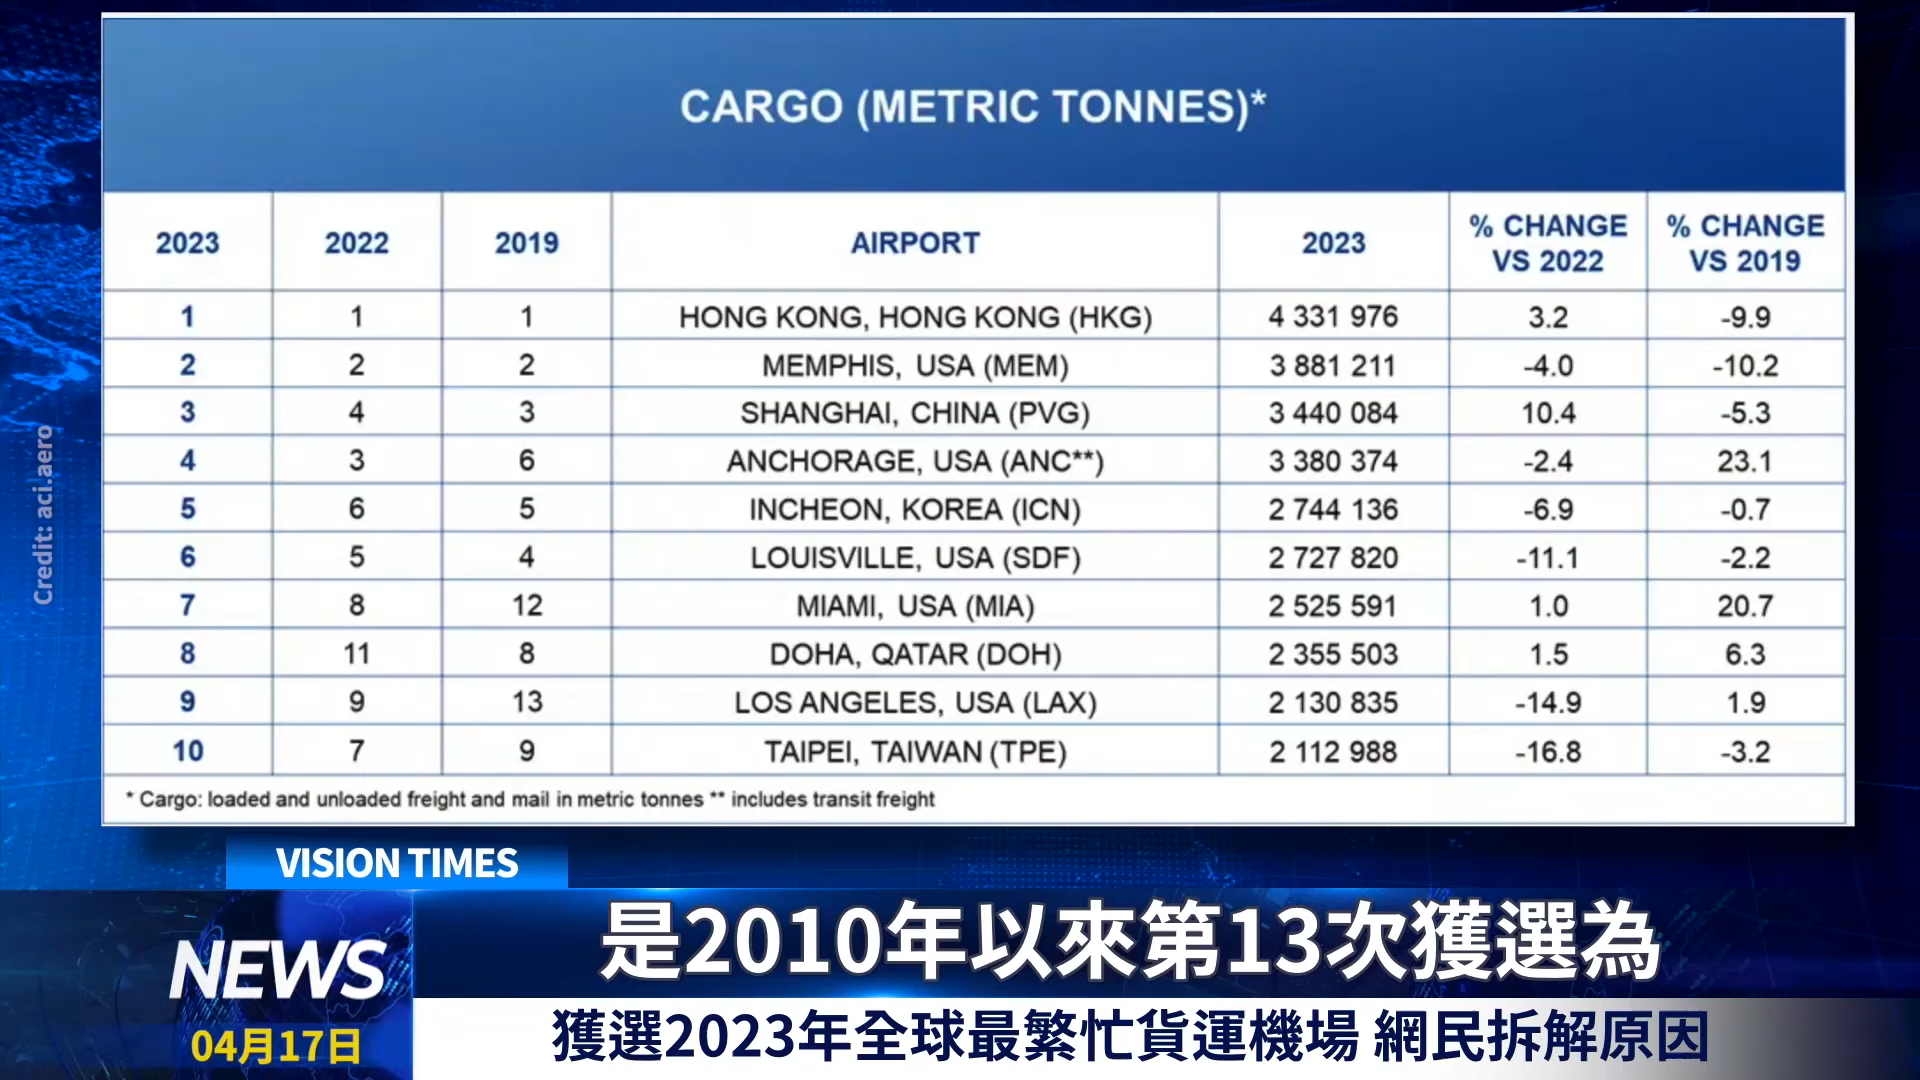 CARGO (METRIC TONNES)*
2023 2022 2019 AIRPORT 2023 % CHANGE VS 2022 % CHANGE VS 2019
1 1 1 HONG KONG, HONG KONG (HKG) 4 331 976 3.2 -9.9
2 2 2 MEMPHIS, USA (MEM) 3 881 211 -4.0 -10.2
3 4 3 SHANGHAI, CHINA (PVG) 3 440 084 10.4 -5.3
4 3 6 ANCHORAGE, USA (ANC**) 3 380 374 -2.4 23.1
5 6 5 INCHEON, KOREA (ICN) 2 744 136 -6.9 -0.7
6 5 4 LOUISVILLE, USA (SDF) 2 727 820 -11.1 -2.2
7 8 12 MIAMI, USA (MIA) 2 525 591 1.0 20.7
8 11 8 DOHA, QATAR (DOH) 2 355 503 1.5 6.3
9 9 13 LOS ANGELES, USA (LAX) 2 130 835 -14.9 1.9
10 7 9 TAIPEI, TAIWAN (TPE) 2 112 988 -16.8 -3.2
* Cargo: loaded and unloaded freight and mail in metric tonnes ** includes transit freight
Credit: aci.aero
VISION TIMES
NEWS
04月17日
是2010年以來第13次獲選為
獲選2023年全球最繁忙貨運機場 網民拆解原因